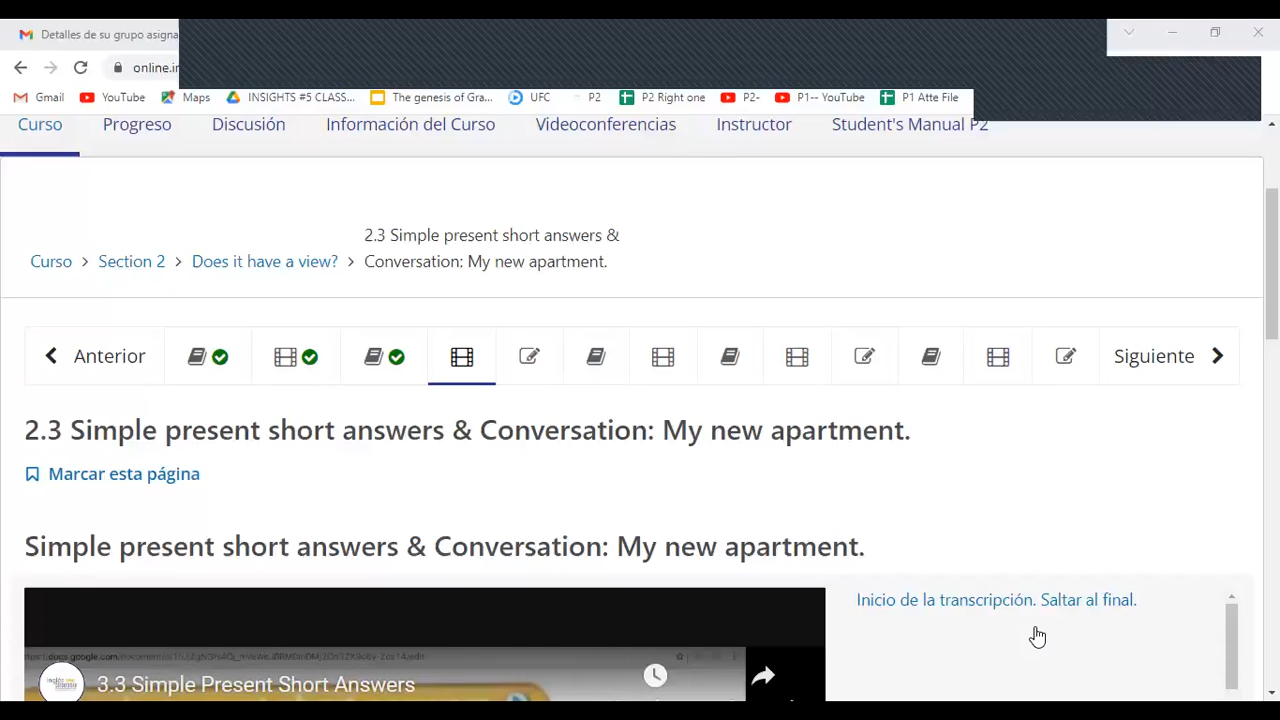 Detalles de su grupo asigna
online.ir
Gmail YouTube Maps INSIGHTS #5 CLASS... The genesis of Gra... UFC P2 P2 Right one P2- P1-- YouTube P1 Atte File
Curso Progreso Discusión Información del Curso Videoconferencias Instructor Student's Manual P2
2.3 Simple present short answers &
Curso > Section 2 > Does it have a view? > Conversation: My new apartment.
Anterior Siguiente
2.3 Simple present short answers & Conversation: My new apartment.
Marcar esta página
Simple present short answers & Conversation: My new apartment.
Inicio de la transcripción. Saltar al final.
3.3 Simple Present Short Answers